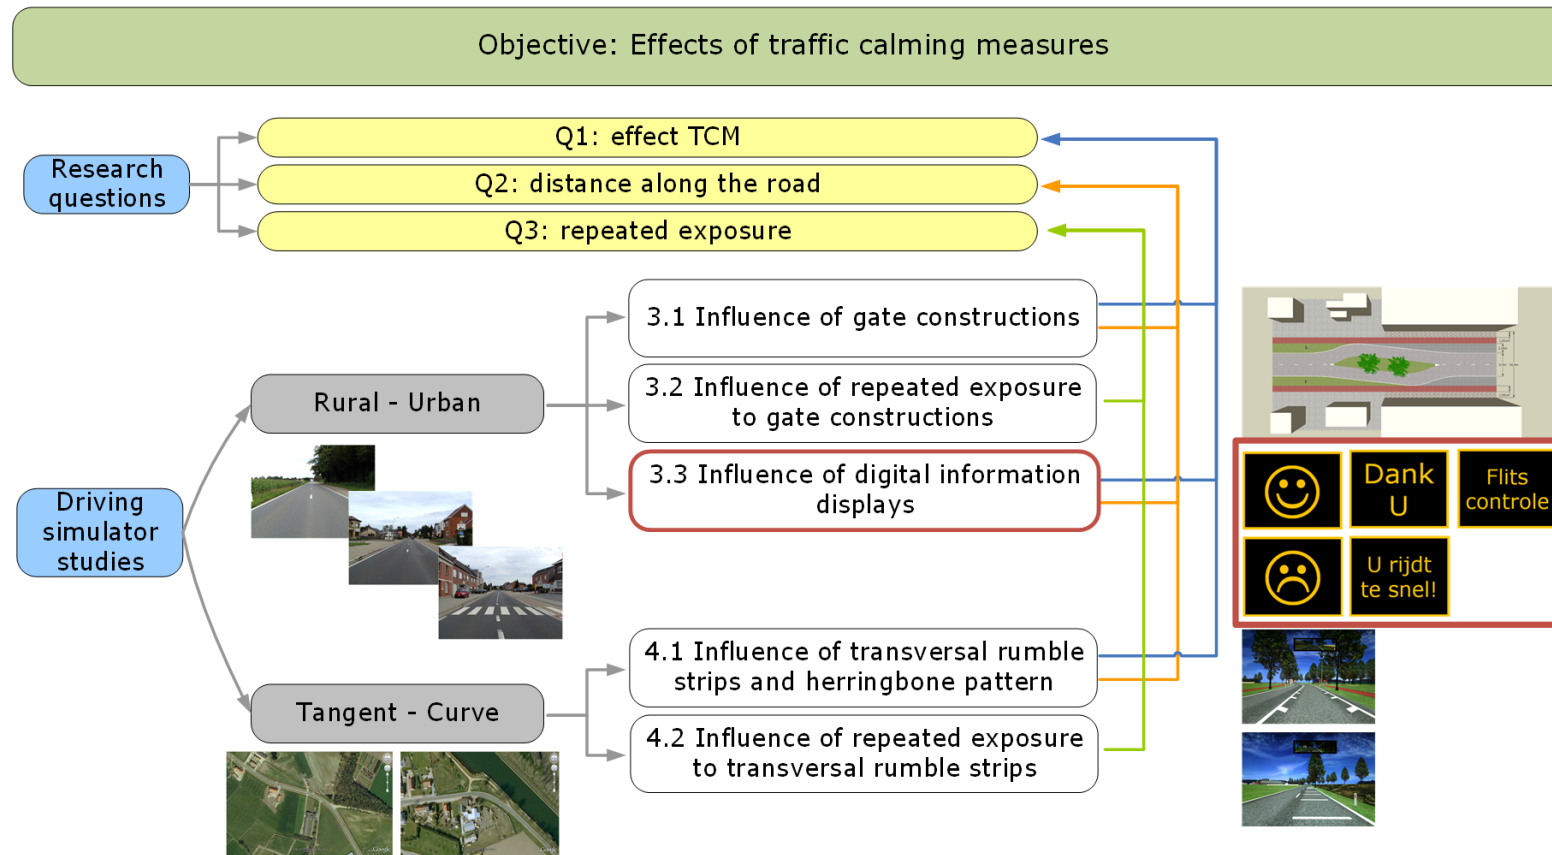 Objective: Effects of traffic calming measures
Research
questions
Q1: effect TCM
Q2: distance along the road
Q3: repeated exposure
Driving
simulator
studies
Rural - Urban
3.1 Influence of gate constructions
3.2 Influence of repeated exposure
to gate constructions
3.3 Influence of digital information
displays
Dank
U
Flits
controle
U rijdt
te snel!
Tangent - Curve
4.1 Influence of transversal rumble
strips and herringbone pattern
4.2 Influence of repeated exposure
to transversal rumble strips
Google
Google